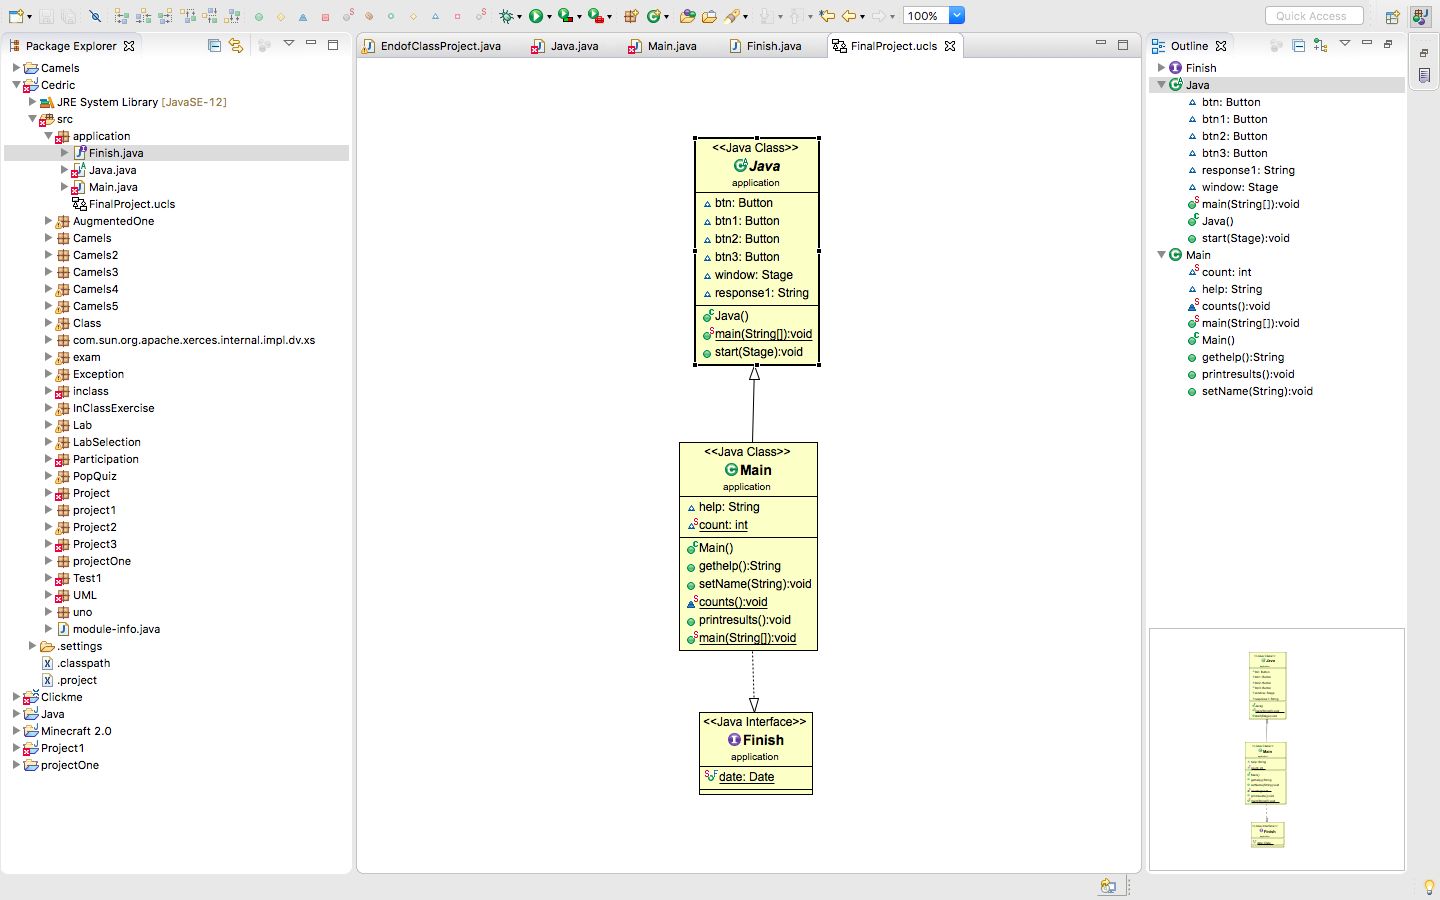 100%
Quick Access
Package Explorer
Camels
Cedric
JRE System Library [JavaSE-12]
src
application
Finish.java
Java.java
Main.java
FinalProject.ucls
AugmentedOne
Camels
Camels2
Camels3
Camels4
Camels5
Class
com.sun.org.apache.xerces.internal.impl.dv.xs
exam
Exception
inclass
InClassExercise
Lab
LabSelection
Participation
PopQuiz
Project
project1
Project2
Project3
projectOne
Test1
UML
uno
module-info.java
.settings
.classpath
.project
Clickme
Java
Minecraft 2.0
Project1
projectOne
EndofClassProject.java
Java.java
Main.java
Finish.java
FinalProject.ucls
<<Java Class>>
Java
application
btn: Button
btn1: Button
btn2: Button
btn3: Button
window: Stage
response1: String
Java()
main(String[]):void
start(Stage):void
<<Java Class>>
Main
application
help: String
count: int
Main()
gethelp():String
setName(String):void
counts():void
printresults():void
main(String[]):void
<<Java Interface>>
Finish
application
date: Date
Outline
Finish
Java
btn: Button
btn1: Button
btn2: Button
btn3: Button
response1: String
window: Stage
main(String[]):void
Java()
start(Stage):void
Main
count: int
help: String
counts():void
main(String[]):void
Main()
gethelp():String
printresults():void
setName(String):void
Java
Main
Finish